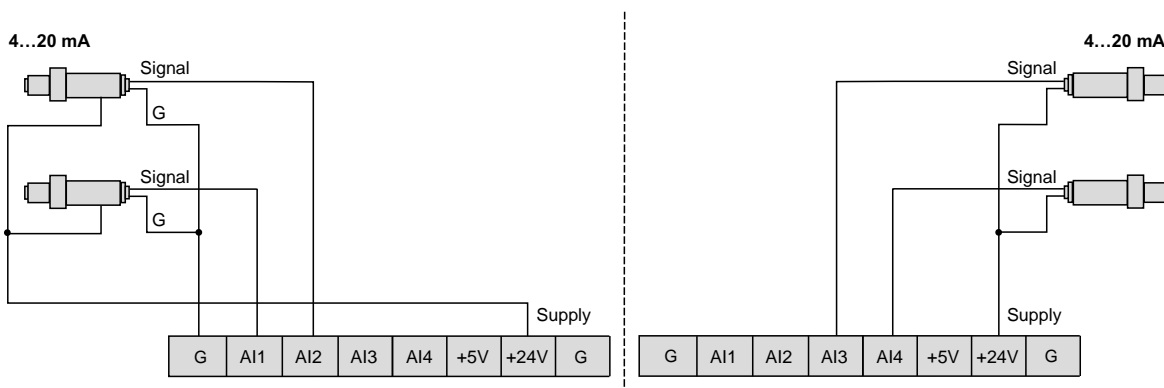 4...20 mA
Signal
G
Signal
G
Supply
G AI1 AI2 AI3 AI4 +5V +24V G
4...20 mA
Signal
Signal
Supply
G AI1 AI2 AI3 AI4 +5V +24V G